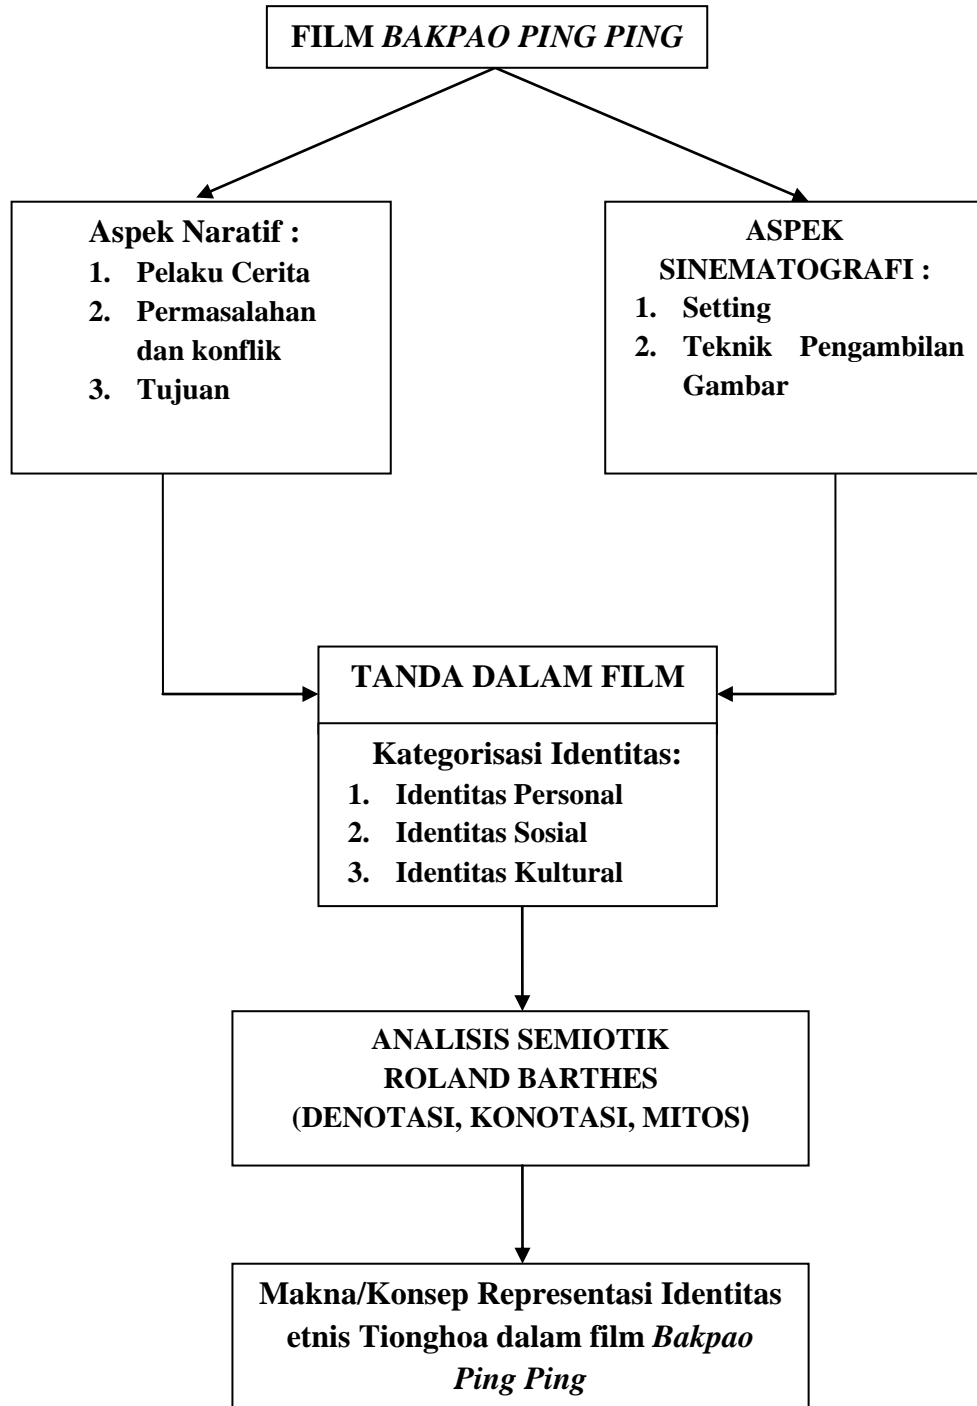 FILM BAKPAO PING PING
Aspek Naratif :
1. Pelaku Cerita
2. Permasalahan
dan konflik
3. Tujuan
ASPEK
SINEMATOGRAFI :
1. Setting
2. Teknik Pengambilan
Gambar
TANDA DALAM FILM
Kategorisasi Identitas:
1. Identitas Personal
2. Identitas Sosial
3. Identitas Kultural
ANALISIS SEMIOTIK
ROLAND BARTHES
(DENOTASI, KONOTASI, MITOS)
Makna/Konsep Representasi Identitas
etnis Tionghoa dalam film Bakpao
Ping Ping